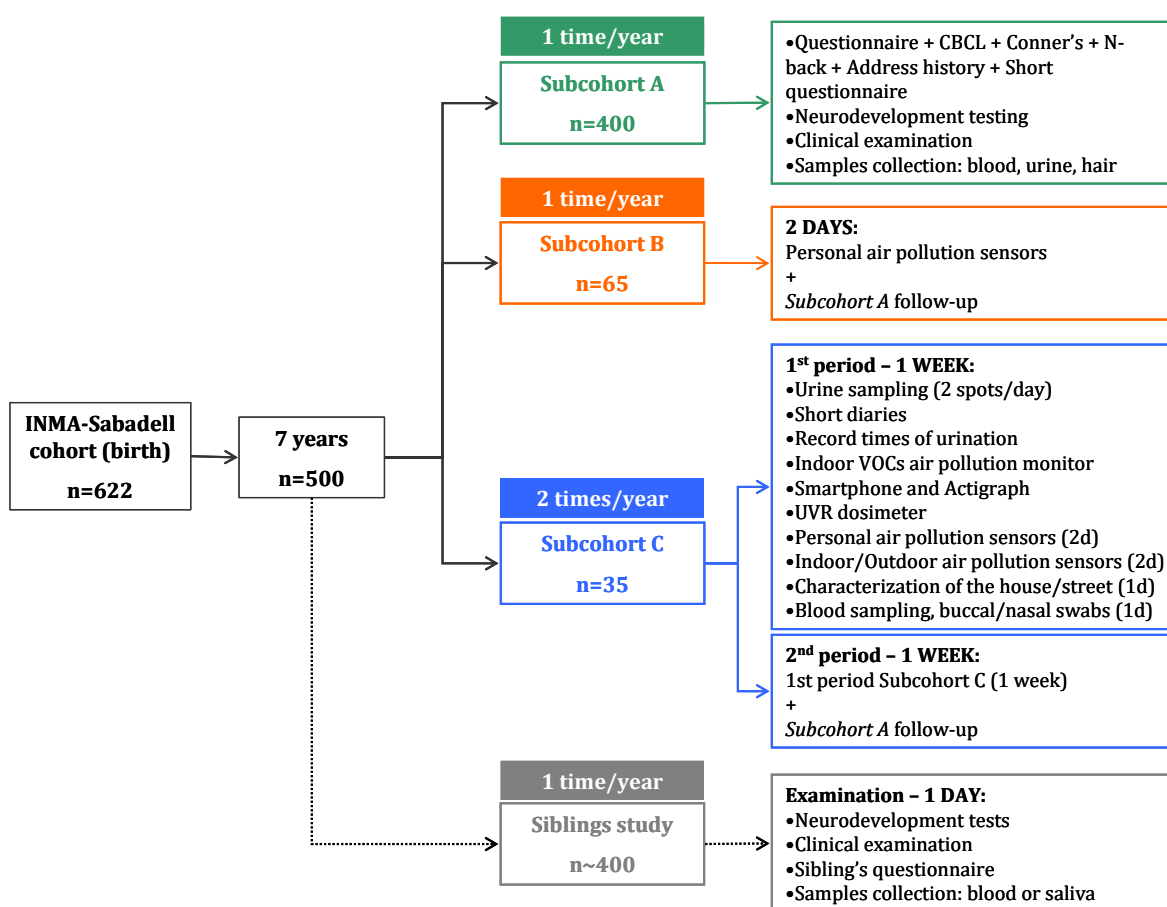 INMA-Sabadell
cohort (birth)
n=622
7 years
n=500
1 time/year
Subcohort A
n=400
•Questionnaire + CBCL + Conner's + N-
back + Address history + Short
questionnaire
•Neurodevelopment testing
•Clinical examination
•Samples collection: blood, urine, hair
1 time/year
Subcohort B
n=65
2 DAYS:
Personal air pollution sensors
+
Subcohort A follow-up
2 times/year
Subcohort C
n=35
1st period – 1 WEEK:
•Urine sampling (2 spots/day)
•Short diaries
•Record times of urination
•Indoor VOCs air pollution monitor
•Smartphone and Actigraph
•UVR dosimeter
•Personal air pollution sensors (2d)
•Indoor/Outdoor air pollution sensors (2d)
•Characterization of the house/street (1d)
•Blood sampling, buccal/nasal swabs (1d)
2nd period – 1 WEEK:
1st period Subcohort C (1 week)
+
Subcohort A follow-up
1 time/year
Siblings study
n~400
Examination – 1 DAY:
•Neurodevelopment tests
•Clinical examination
•Sibling's questionnaire
•Samples collection: blood or saliva